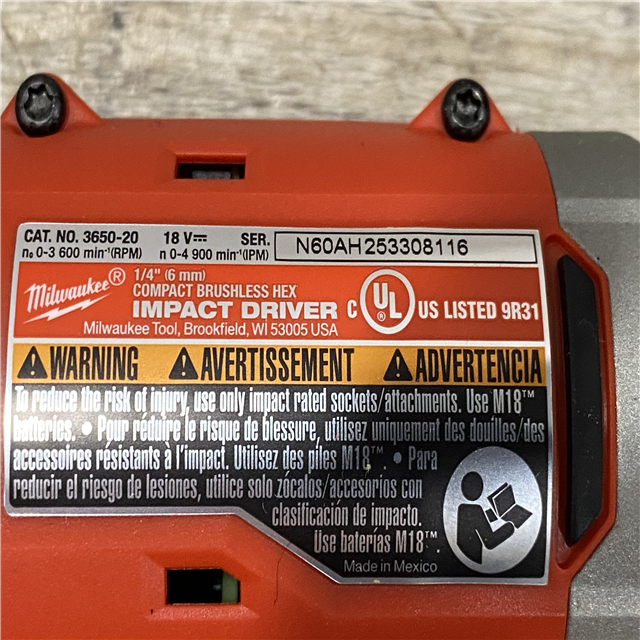 CAT. NO. 3650-20 18 V⎓ SER. N60AH253308116
n₀ 0-3 600 min⁻¹(RPM) n 0-4 900 min⁻¹(IPM)
Milwaukee®
1/4" (6 mm)
COMPACT BRUSHLESS HEX
IMPACT DRIVER
Milwaukee Tool, Brookfield, WI 53005 USA
C UL ® US LISTED 9R31
WARNING AVERTISSEMENT ADVERTENCIA
To reduce the risk of injury, use only impact rated sockets/attachments. Use M18™
batteries. • Pour réduire le risque de blessure, utilisez uniquement des douilles/des
accessoires résistants à l'impact. Utilisez des piles M18™. • Para
reducir el riesgo de lesiones, utilice solo zócalos/accesorios con
clasificación de impacto.
Use baterías M18™.
Made in Mexico